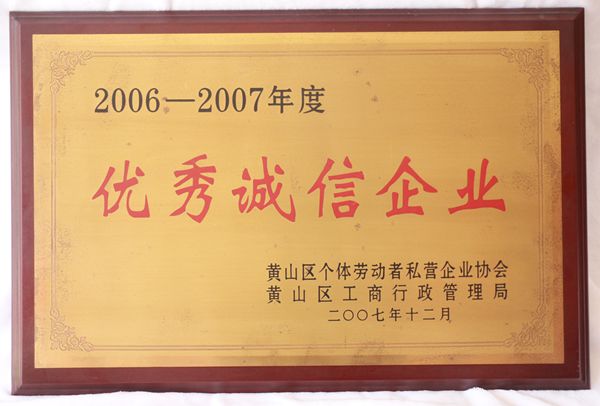 2006—2007年度
优秀诚信企业
黄山区个体劳动者私营企业协会
黄山区工商行政管理局
二〇〇七年十二月